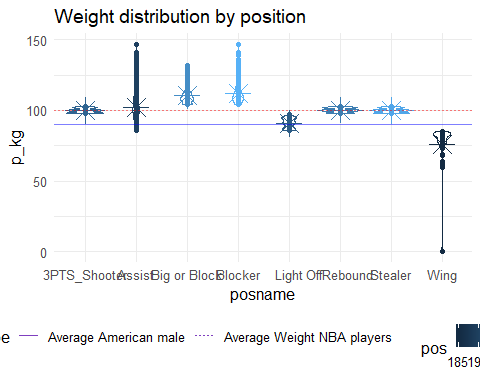 Weight distribution by position
150
100
50
0
p_kg
3PTS_Shooter Assist Big or Block Blocker Light Off Rebound Stealer Wing
posname
pe Average American male Average Weight NBA players pos
18519